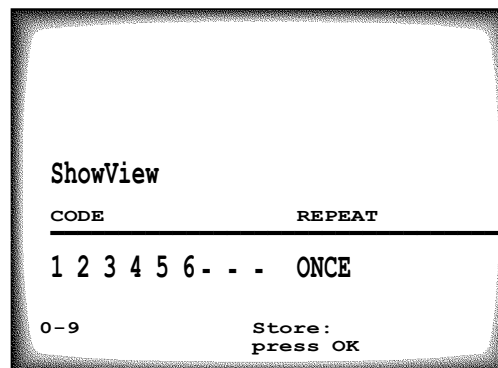 ShowView
CODE REPEAT
1 2 3 4 5 6 - - - ONCE
0-9 Store:
press OK